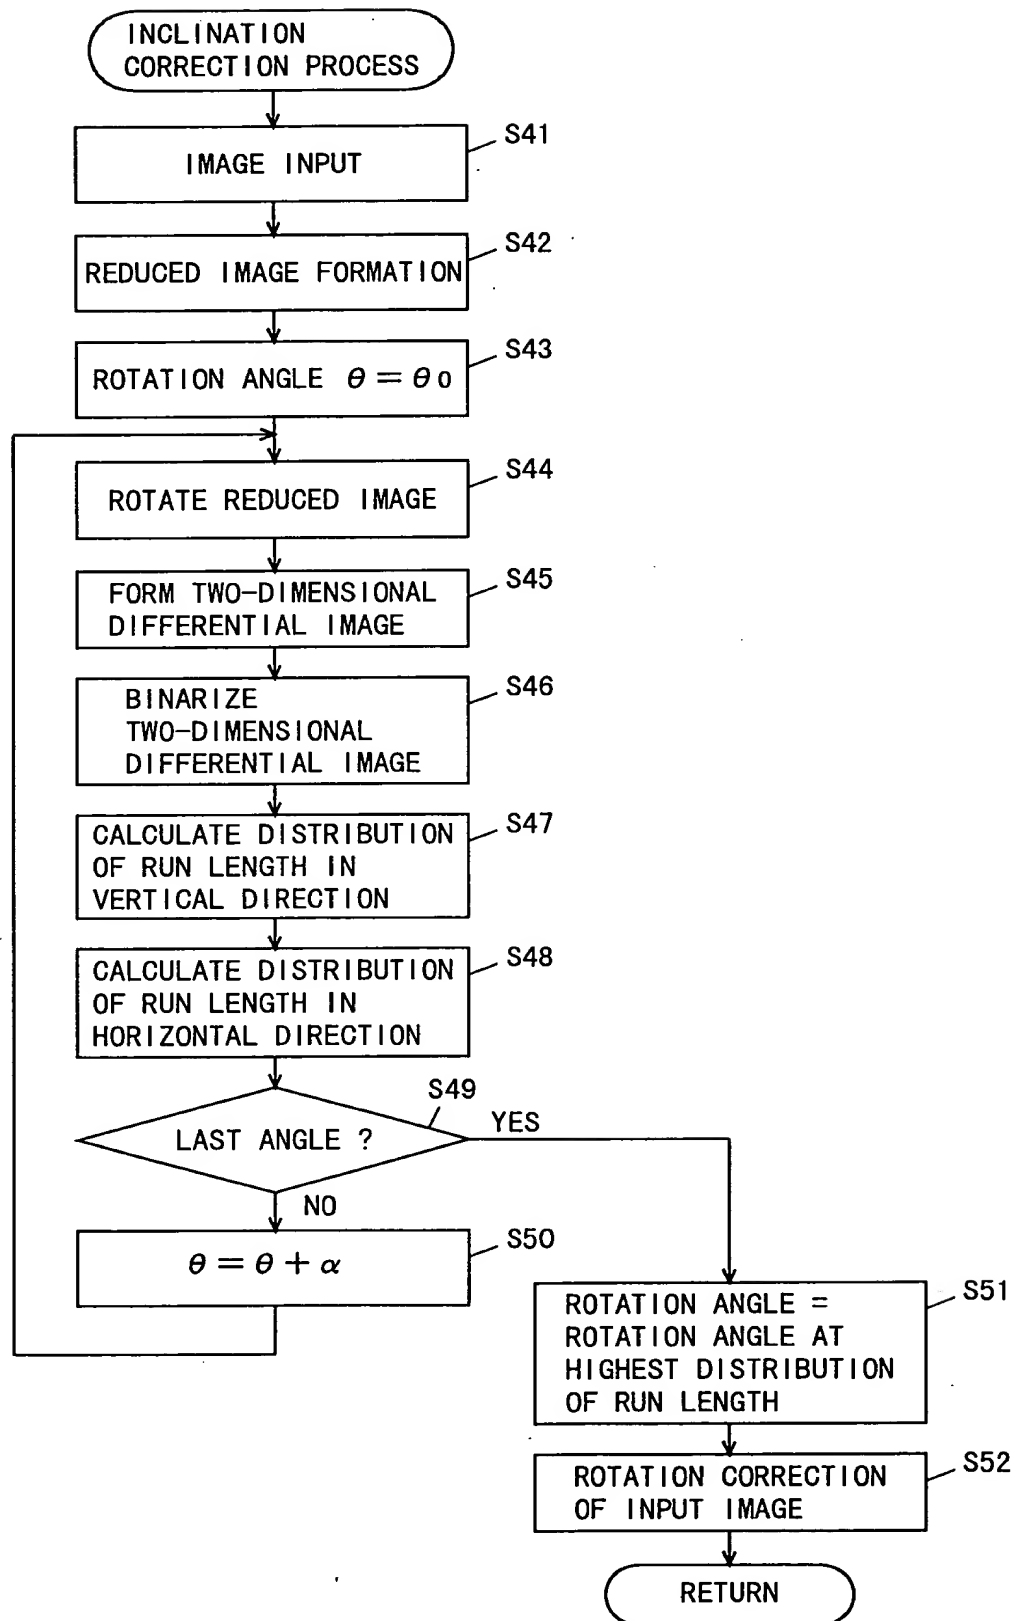 INCLINATION
CORRECTION PROCESS
S41
IMAGE INPUT
S42
REDUCED IMAGE FORMATION
S43
ROTATION ANGLE θ = θ0
S44
ROTATE REDUCED IMAGE
S45
FORM TWO-DIMENSIONAL
DIFFERENTIAL IMAGE
S46
BINARIZE
TWO-DIMENSIONAL
DIFFERENTIAL IMAGE
S47
CALCULATE DISTRIBUTION
OF RUN LENGTH IN
VERTICAL DIRECTION
S48
CALCULATE DISTRIBUTION
OF RUN LENGTH IN
HORIZONTAL DIRECTION
S49
LAST ANGLE ?
YES
NO
S50
θ = θ + α
S51
ROTATION ANGLE =
ROTATION ANGLE AT
HIGHEST DISTRIBUTION
OF RUN LENGTH
S52
ROTATION CORRECTION
OF INPUT IMAGE
RETURN